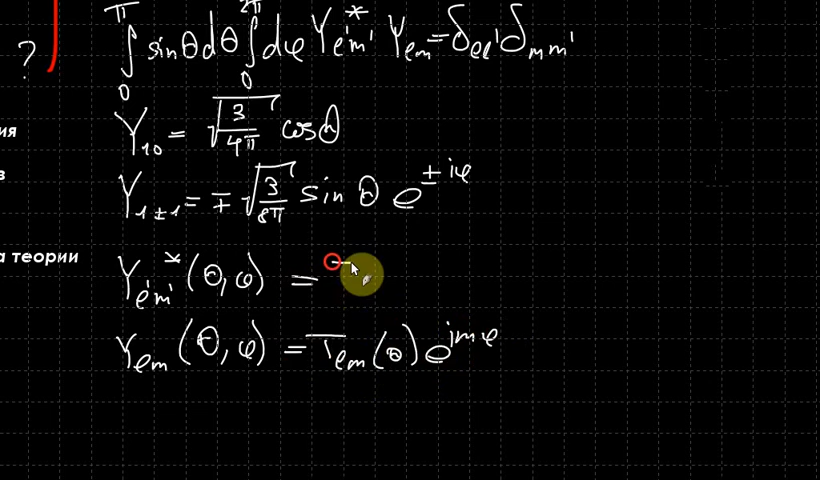 ∫₀^π sinθdθ ∫₀^2π dφ Y*ₗ'ₘ' Yₗₘ = δₗₗ' δₘₘ'
?
Y₁₀ = √(3/4π) cosθ
ия
Y₁±₁ = ∓ √(3/8π) sin θ e^(±iφ)
в
а теории
Y*ₗ'ₘ' (θ, φ) =
Yₗₘ (θ, φ) = Tₗₘ (θ) e^(imφ)